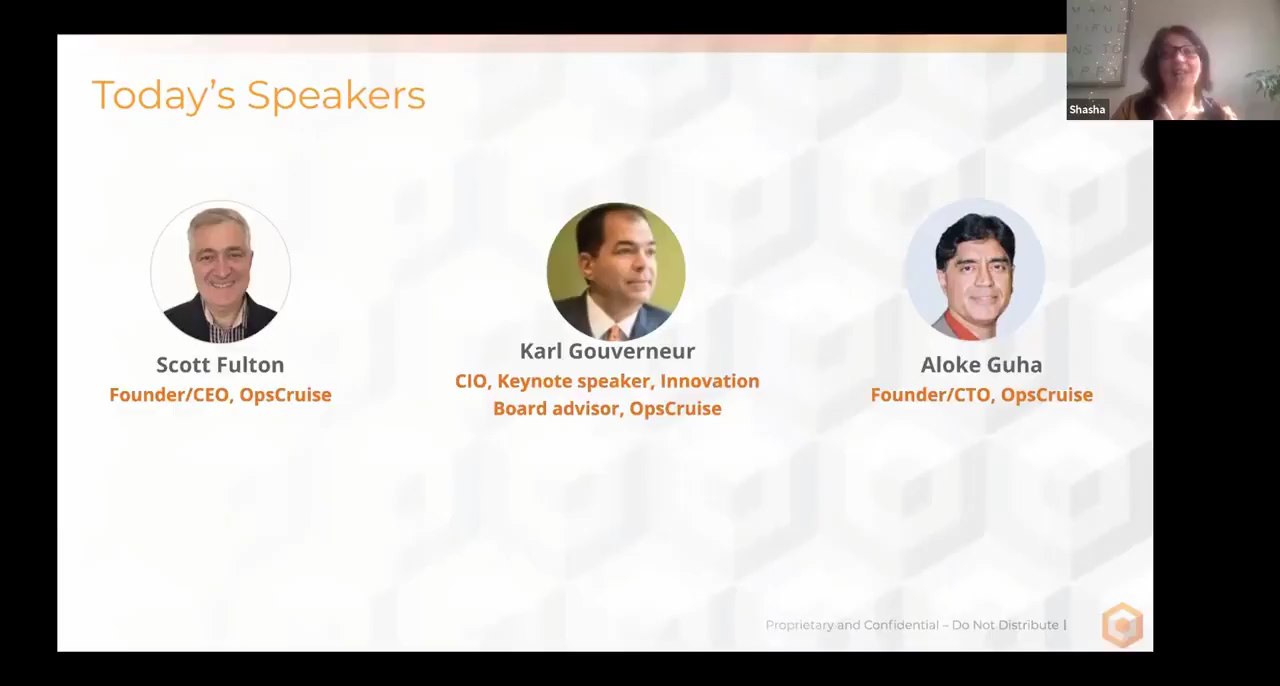 Today's Speakers
Shasha
Scott Fulton
Founder/CEO, OpsCruise
Karl Gouverneur
CIO, Keynote speaker, Innovation
Board advisor, OpsCruise
Aloke Guha
Founder/CTO, OpsCruise
Proprietary and Confidential – Do Not Distribute |